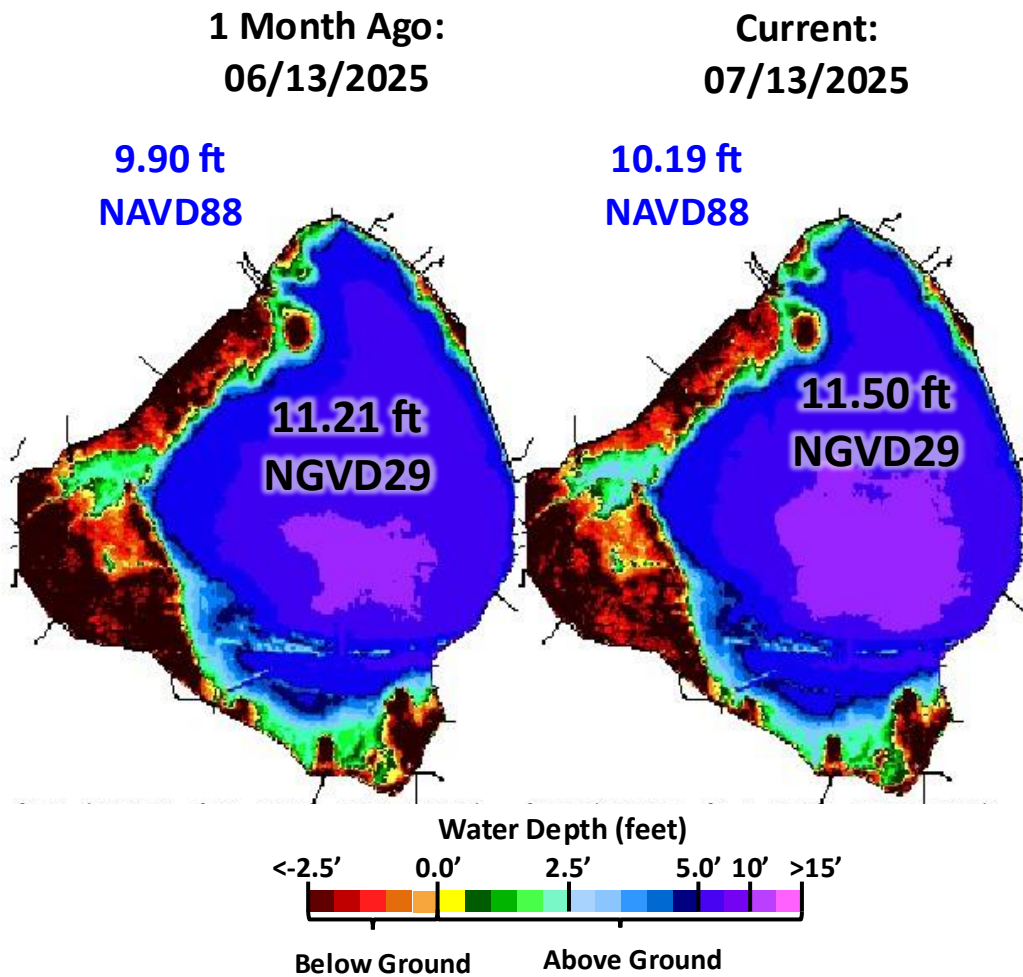 1 Month Ago:
06/13/2025
Current:
07/13/2025
9.90 ft
NAVD88
10.19 ft
NAVD88
11.21 ft
NGVD29
11.50 ft
NGVD29
Water Depth (feet)
<-2.5’ 0.0’ 2.5’ 5.0’ 10’ >15’
Below Ground Above Ground